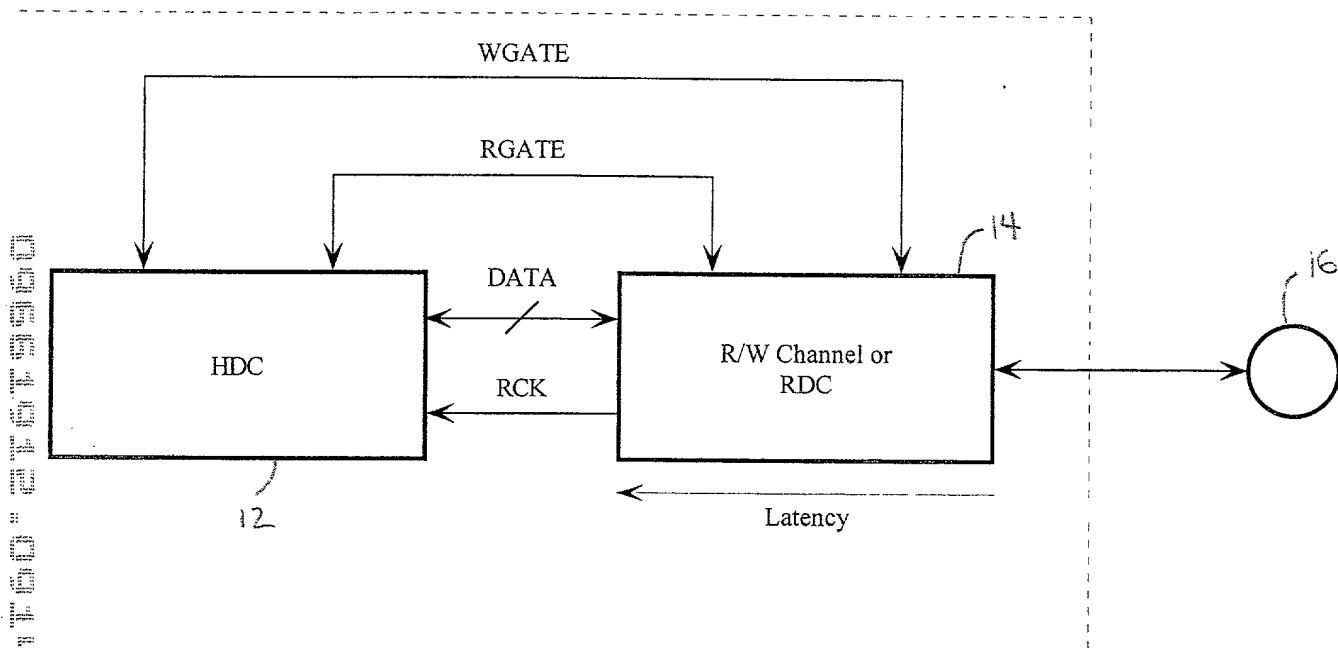 WGATE
RGATE
14
16
DATA
HDC
R/W Channel or
RDC
RCK
12
Latency